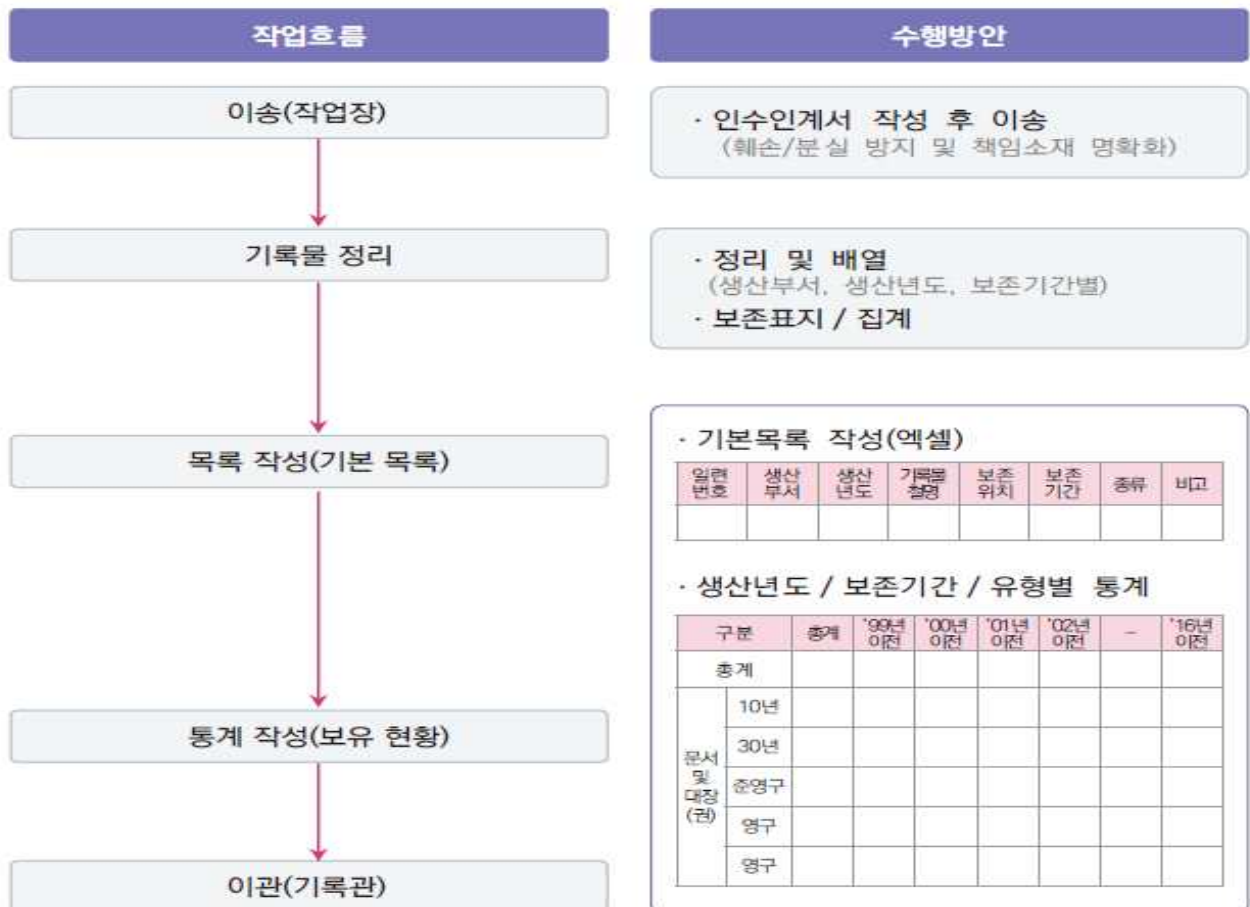 작업흐름
수행방안
이송(작업장)
· 인수인계서 작성 후 이송
(훼손/분실 방지 및 책임소재 명확화)
기록물 정리
· 정리 및 배열
(생산부서, 생산년도, 보존기간별)
· 보존표지 / 집계
목록 작성(기본 목록)
· 기본목록 작성(엑셀)
일련 번호 생산 부서 생산 년도 기록물 철명 보존 위치 보존 기간 종류 비고
· 생산년도 / 보존기간 / 유형별 통계
구분 총계 '99년 이전 '00년 이전 '01년 이전 '02년 이전 – '16년 이전
총계
문서 및 대장 (권)
10년
30년
준영구
영구
영구
통계 작성(보유 현황)
이관(기록관)